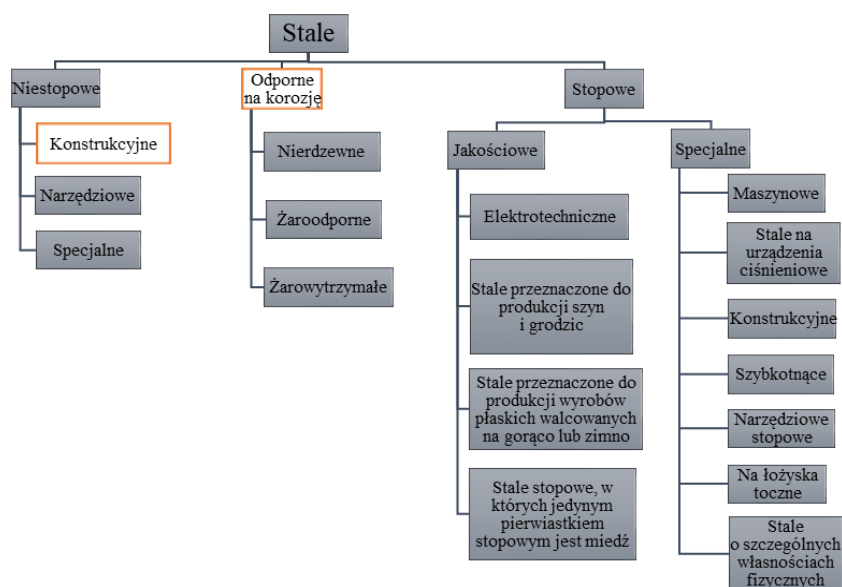 Stale
Niestopowe
Konstrukcyjne
Narzędziowe
Specjalne
Odporne
na korozję
Nierdzewne
Żaroodporne
Żarowytrzymałe
Stopowe
Jakościowe
Elektrotechniczne
Stale przeznaczone do
produkcji szyn
i grodzic
Stale przeznaczone do
produkcji wyrobów
płaskich walcowanych
na gorąco lub zimno
Stale stopowe, w
których jedynym
pierwiastkiem
stopowym jest miedź
Specjalne
Maszynowe
Stale na
urządzenia
ciśnieniowe
Konstrukcyjne
Szybkotnące
Narzędziowe
stopowe
Na łożyska
toczne
Stale
o szczególnych
własnościach
fizycznych